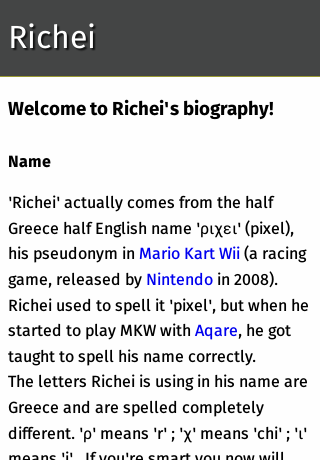 Richei
Welcome to Richei's biography!
Name
'Richei' actually comes from the half
Greece half English name 'ριχει' (pixel),
his pseudonym in Mario Kart Wii (a racing
game, released by Nintendo in 2008).
Richei used to spell it 'pixel', but when he
started to play MKW with Aqare, he got
taught to spell his name correctly.
The letters Richei is using in his name are
Greece and are spelled completely
different. 'ρ' means 'r' ; 'χ' means 'chi' ; 'ι'
means 'i'.. If you're smart you now will